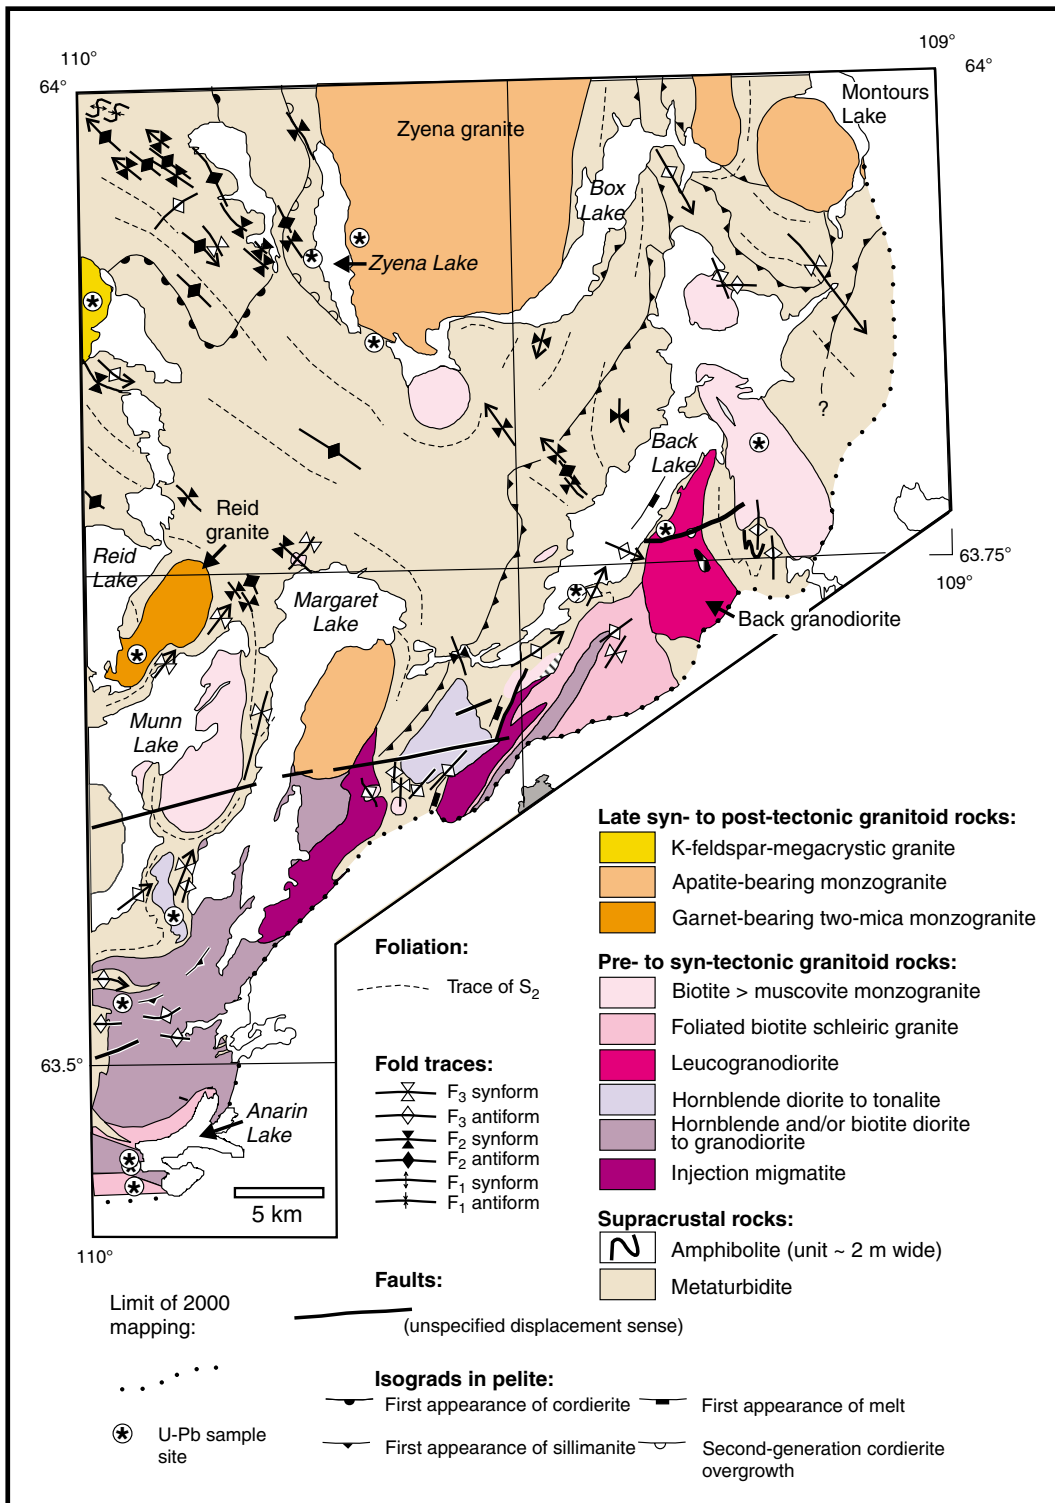 110°
109°
64°
64°
Montours
Lake
Zyena granite
Box
Lake
Zyena Lake
?
Back
Lake
Reid
granite
Reid
Lake
63.75°
109°
Margaret
Lake
Back granodiorite
Munn
Lake
63.5°
Anarin
Lake
5 km
110°
Late syn- to post-tectonic granitoid rocks:
K-feldspar-megacrystic granite
Apatite-bearing monzogranite
Garnet-bearing two-mica monzogranite
Pre- to syn-tectonic granitoid rocks:
Biotite > muscovite monzogranite
Foliated biotite schleiric granite
Leucogranodiorite
Hornblende diorite to tonalite
Hornblende and/or biotite diorite
to granodiorite
Injection migmatite
Supracrustal rocks:
Amphibolite (unit ~ 2 m wide)
Metaturbidite
Foliation:
Trace of S2
Fold traces:
F3 synform
F3 antiform
F2 synform
F2 antiform
F1 synform
F1 antiform
Faults:
(unspecified displacement sense)
Limit of 2000
mapping:
U-Pb sample
site
Isograds in pelite:
First appearance of cordierite
First appearance of melt
First appearance of sillimanite
Second-generation cordierite
overgrowth